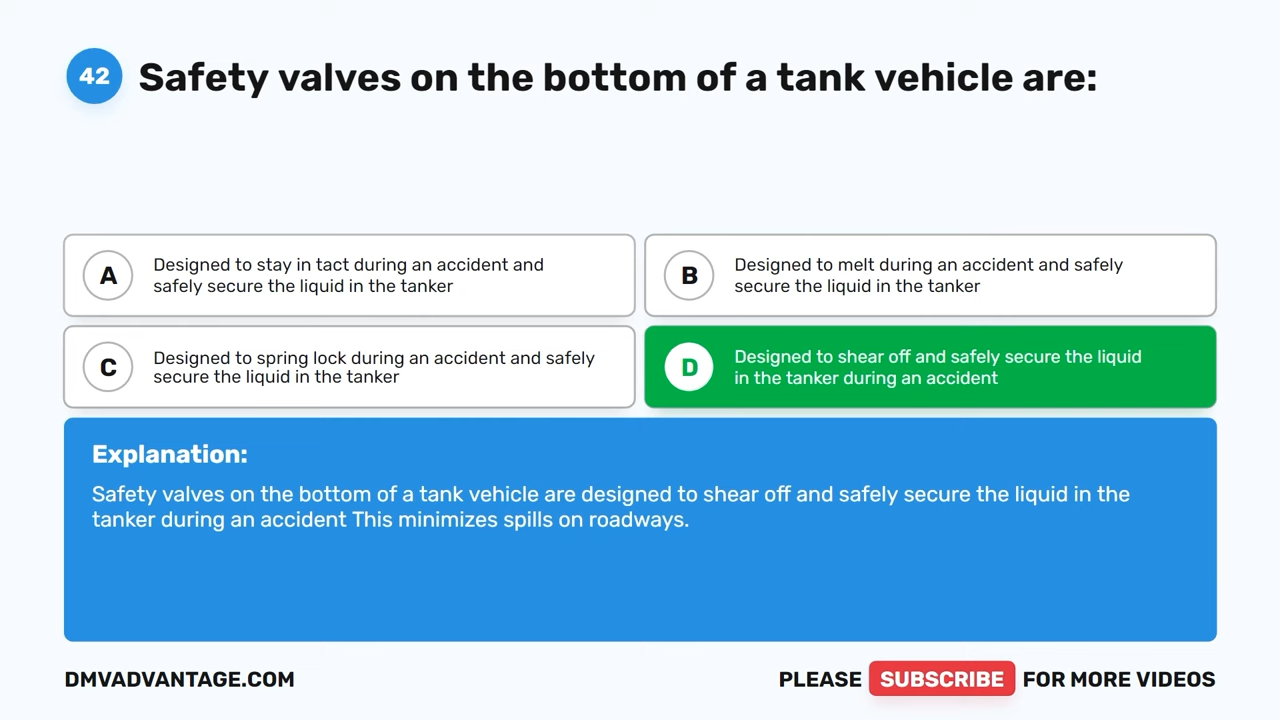 42 Safety valves on the bottom of a tank vehicle are:
A Designed to stay in tact during an accident and
safely secure the liquid in the tanker
B Designed to melt during an accident and safely
secure the liquid in the tanker
C Designed to spring lock during an accident and safely
secure the liquid in the tanker
D Designed to shear off and safely secure the liquid
in the tanker during an accident
Explanation:
Safety valves on the bottom of a tank vehicle are designed to shear off and safely secure the liquid in the
tanker during an accident This minimizes spills on roadways.
DMVADVANTAGE.COM
PLEASE SUBSCRIBE FOR MORE VIDEOS